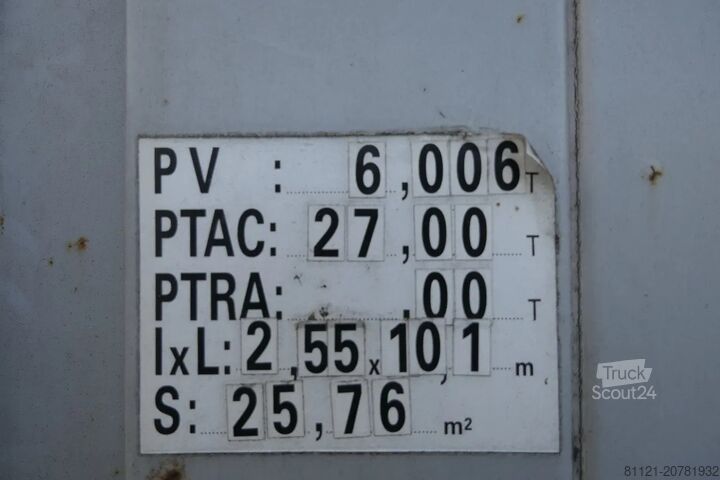 PV : 6,006 T
PTAC: 27,00 T
PTRA: ,00 T
lxL: 2,55 x 10,1 m
S: 25,76 m²
Truck
Scout24
81121-20781932